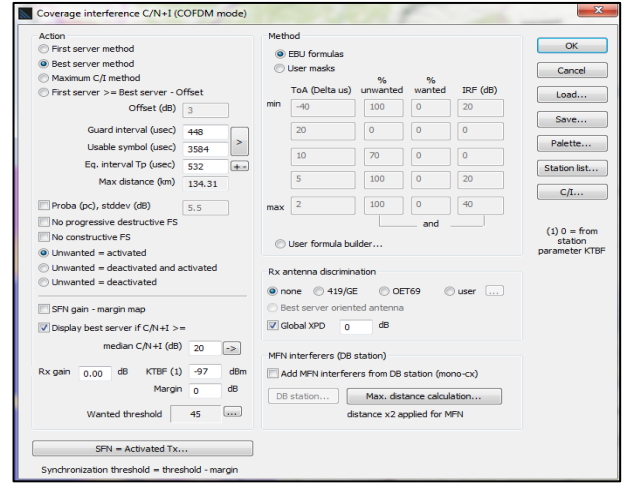 Coverage interference C/N+I (COFDM mode)
Action
First server method
Best server method
Maximum C/I method
First server >= Best server - Offset
Offset (dB) 3
Guard interval (usec) 448
Usable symbol (usec) 3584
>
Eq. interval Tp (usec) 532 + -
Max distance (km) 134.31
Proba (pc), stddev (dB) 5.5
No progressive destructive FS
No constructive FS
Unwanted = activated
Unwanted = deactivated and activated
Unwanted = deactivated
SFN gain - margin map
Display best server if C/N+I >=
median C/N+I (dB) 20 ->
Rx gain 0.00 dB KTBF (1) -97 dBm
Margin 0 dB
Wanted threshold 45 ...
SFN = Activated Tx...
Synchronization threshold = threshold - margin
Method
EBU formulas
User masks
% %
ToA (Delta us) unwanted wanted IRF (dB)
min -40 100 0 20
20 0 0 0
10 70 0 0
5 100 0 20
max 2 100 0 40
and
User formula builder...
Rx antenna discrimination
none 419/GE OET69 user ...
Best server oriented antenna
Global XPD 0 dB
MFN interferers (DB station)
Add MFN interferers from DB station (mono-cx)
DB station... Max. distance calculation...
distance x2 applied for MFN
OK
Cancel
Load...
Save...
Palette...
Station list...
C/I...
(1) 0 = from
station
parameter KTBF